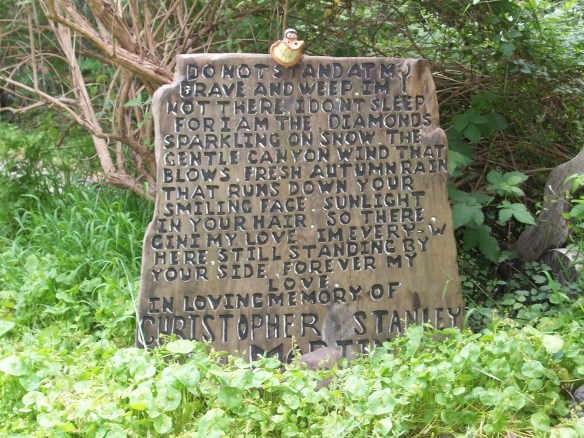 DO NOT STAND AT MY
GRAVE AND WEEP. I'M
NOT THERE. I DON'T SLEEP.
FOR I AM THE DIAMONDS
SPARKLING ON SNOW. THE
GENTLE CANYON WIND THAT
BLOWS. FRESH AUTUMN RAIN
THAT RUNS DOWN YOUR
SMILING FACE. SUNLIGHT
IN YOUR HAIR. SO THERE
GINI MY LOVE. I'M EVERY-W
HERE STILL STANDING BY
YOUR SIDE. FOREVER MY
LOVE.
IN LOVING MEMORY OF
CHRISTOPHER STANLEY